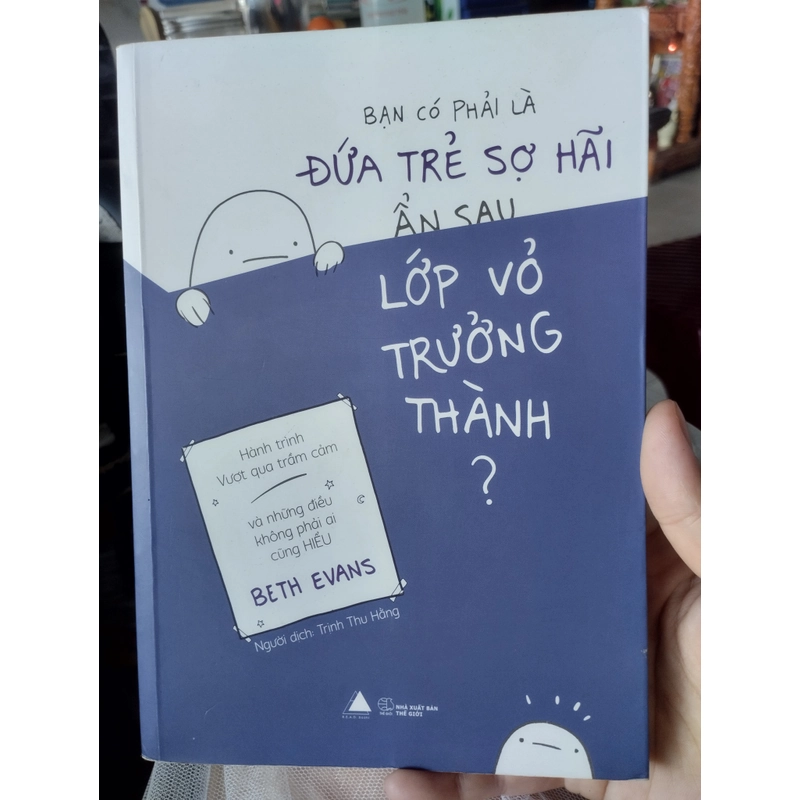 BẠN CÓ PHẢI LÀ
ĐỨA TRẺ SỢ HÃI
ẨN SAU
LỚP VỎ
TRƯỞNG
THÀNH
?
Hành trình
Vượt qua trầm cảm
và những điều
không phải ai
cũng HIỂU
BETH EVANS
Người dịch: Trịnh Thu Hằng
NHÀ XUẤT BẢN
THẾ GIỚI